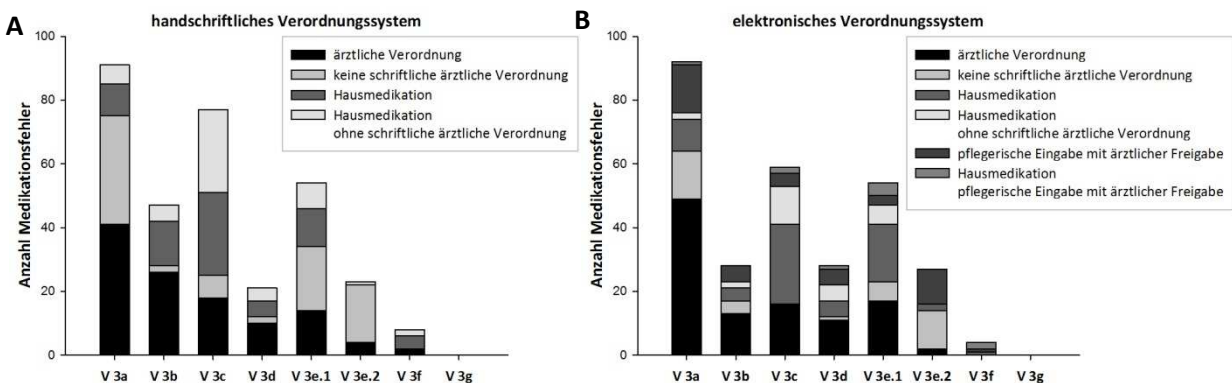 A
handschriftliches Verordnungssystem
Anzahl Medikationsfehler
100
80
60
40
20
0
ärztliche Verordnung
keine schriftliche ärztliche Verordnung
Hausmedikation
Hausmedikation
ohne schriftliche ärztliche Verordnung
V 3a V 3b V 3c V 3d V 3e.1 V 3e.2 V 3f V 3g
B
elektronisches Verordnungssystem
Anzahl Medikationsfehler
100
80
60
40
20
0
ärztliche Verordnung
keine schriftliche ärztliche Verordnung
Hausmedikation
Hausmedikation
ohne schriftliche ärztliche Verordnung
pflegerische Eingabe mit ärztlicher Freigabe
Hausmedikation
pflegerische Eingabe mit ärztlicher Freigabe
V 3a V 3b V 3c V 3d V 3e.1 V 3e.2 V 3f V 3g